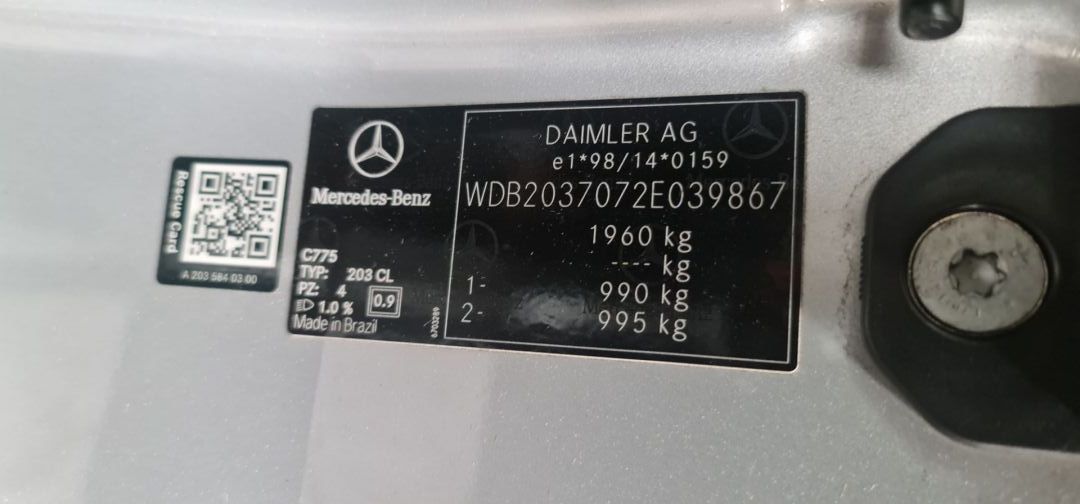 Rescue Card
A 203 584 03 00
Mercedes-Benz
C775
TYP: 203 CL
PZ: 4
1.0 % 0.9
Made in Brazil
6703289
DAIMLER AG
e1*98/14*0159
WDB2037072E039867
1960 kg
---- kg
1- 990 kg
2- 995 kg